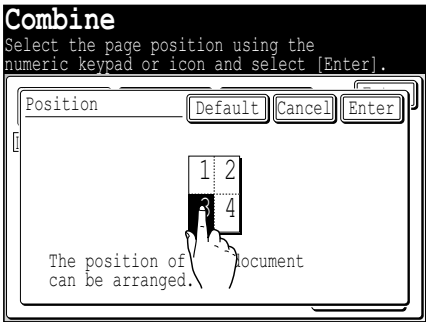 Combine
Select the page position using the
numeric keypad or icon and select [Enter].
Position
Default
Cancel
Enter
1 2
3 4
The position of document
can be arranged.